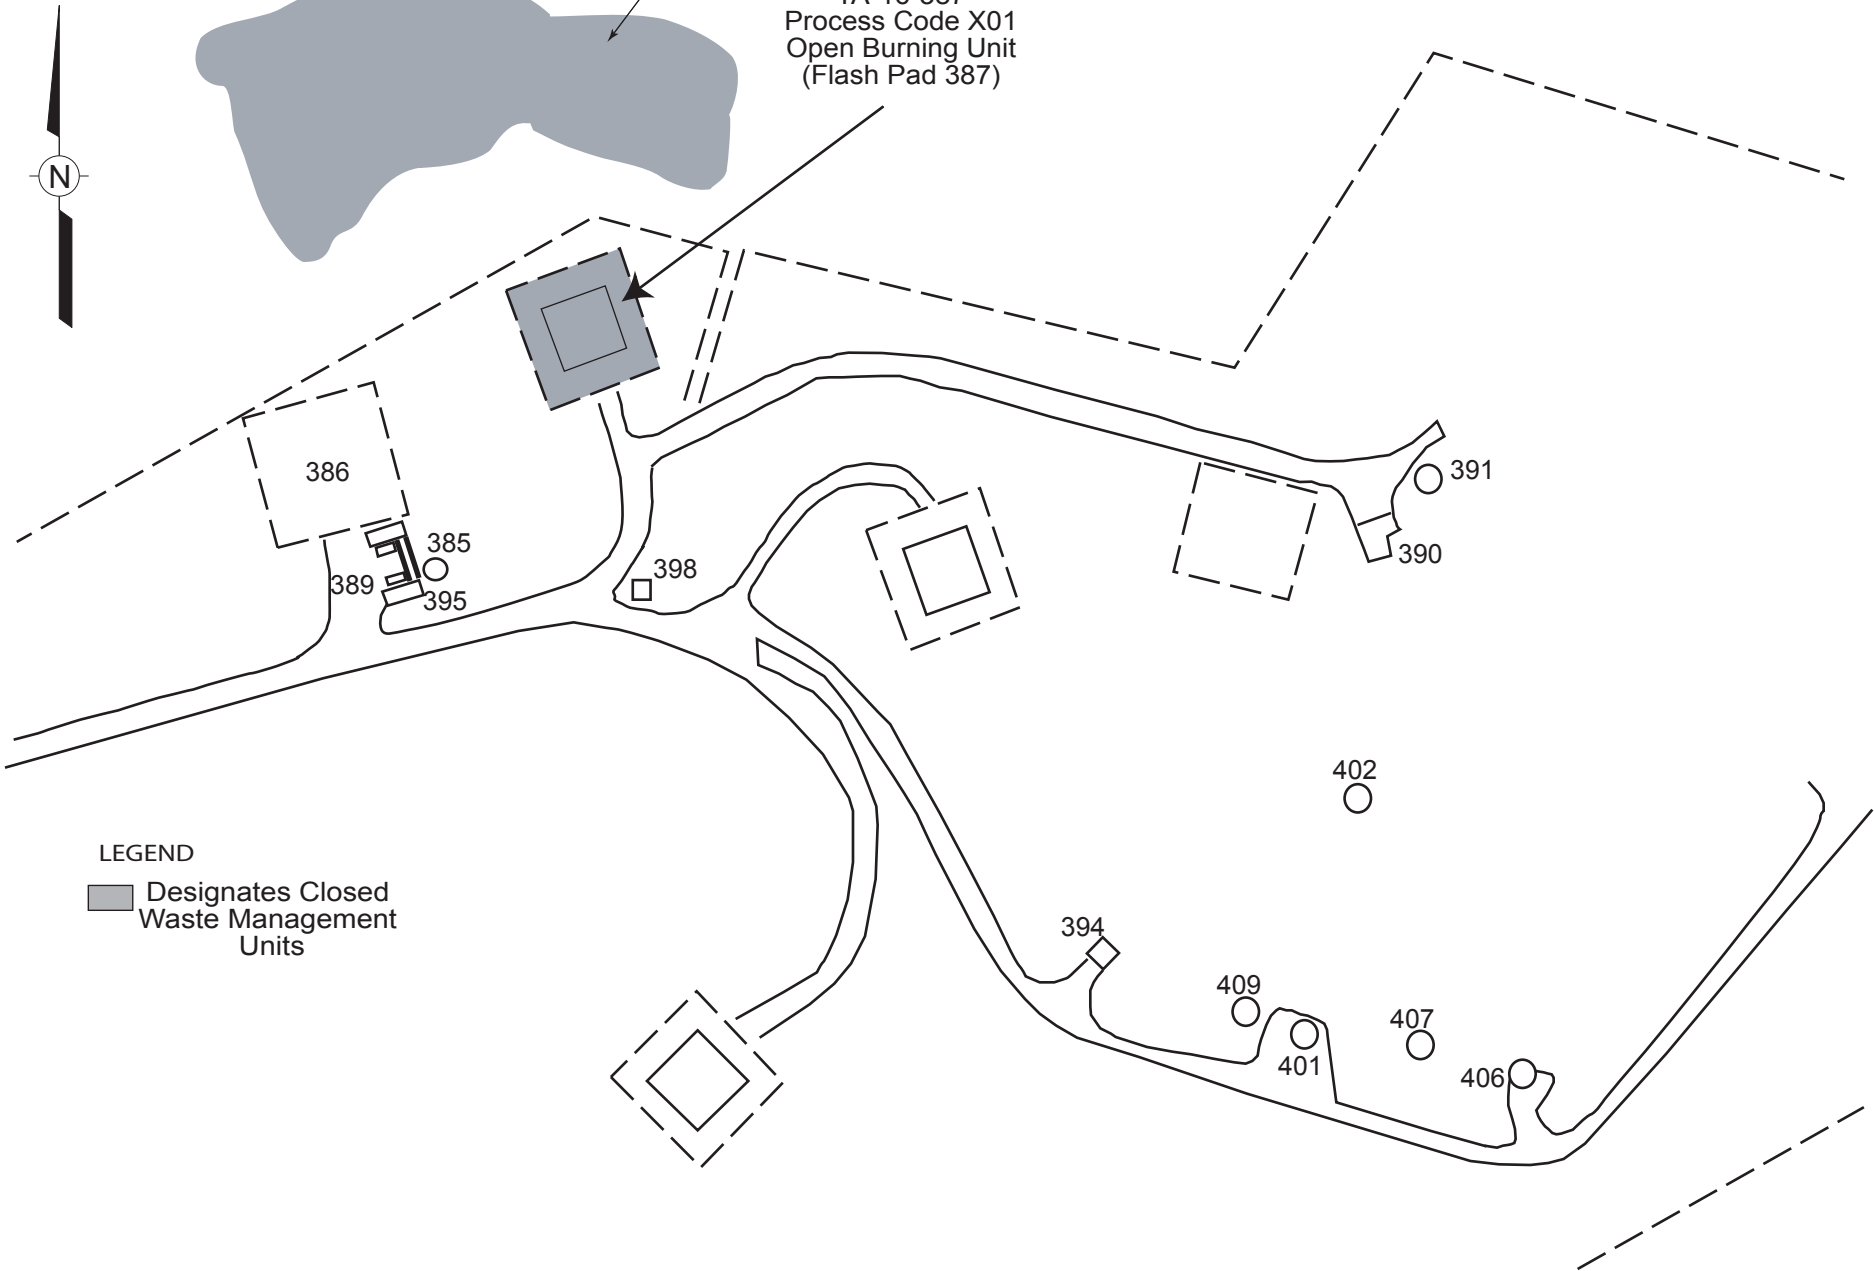 Process Code X01
Open Burning Unit
(Flash Pad 387)
N
391
386
385
390
398
389
395
402
LEGEND
Designates Closed
Waste Management
Units
394
409
407
401
406